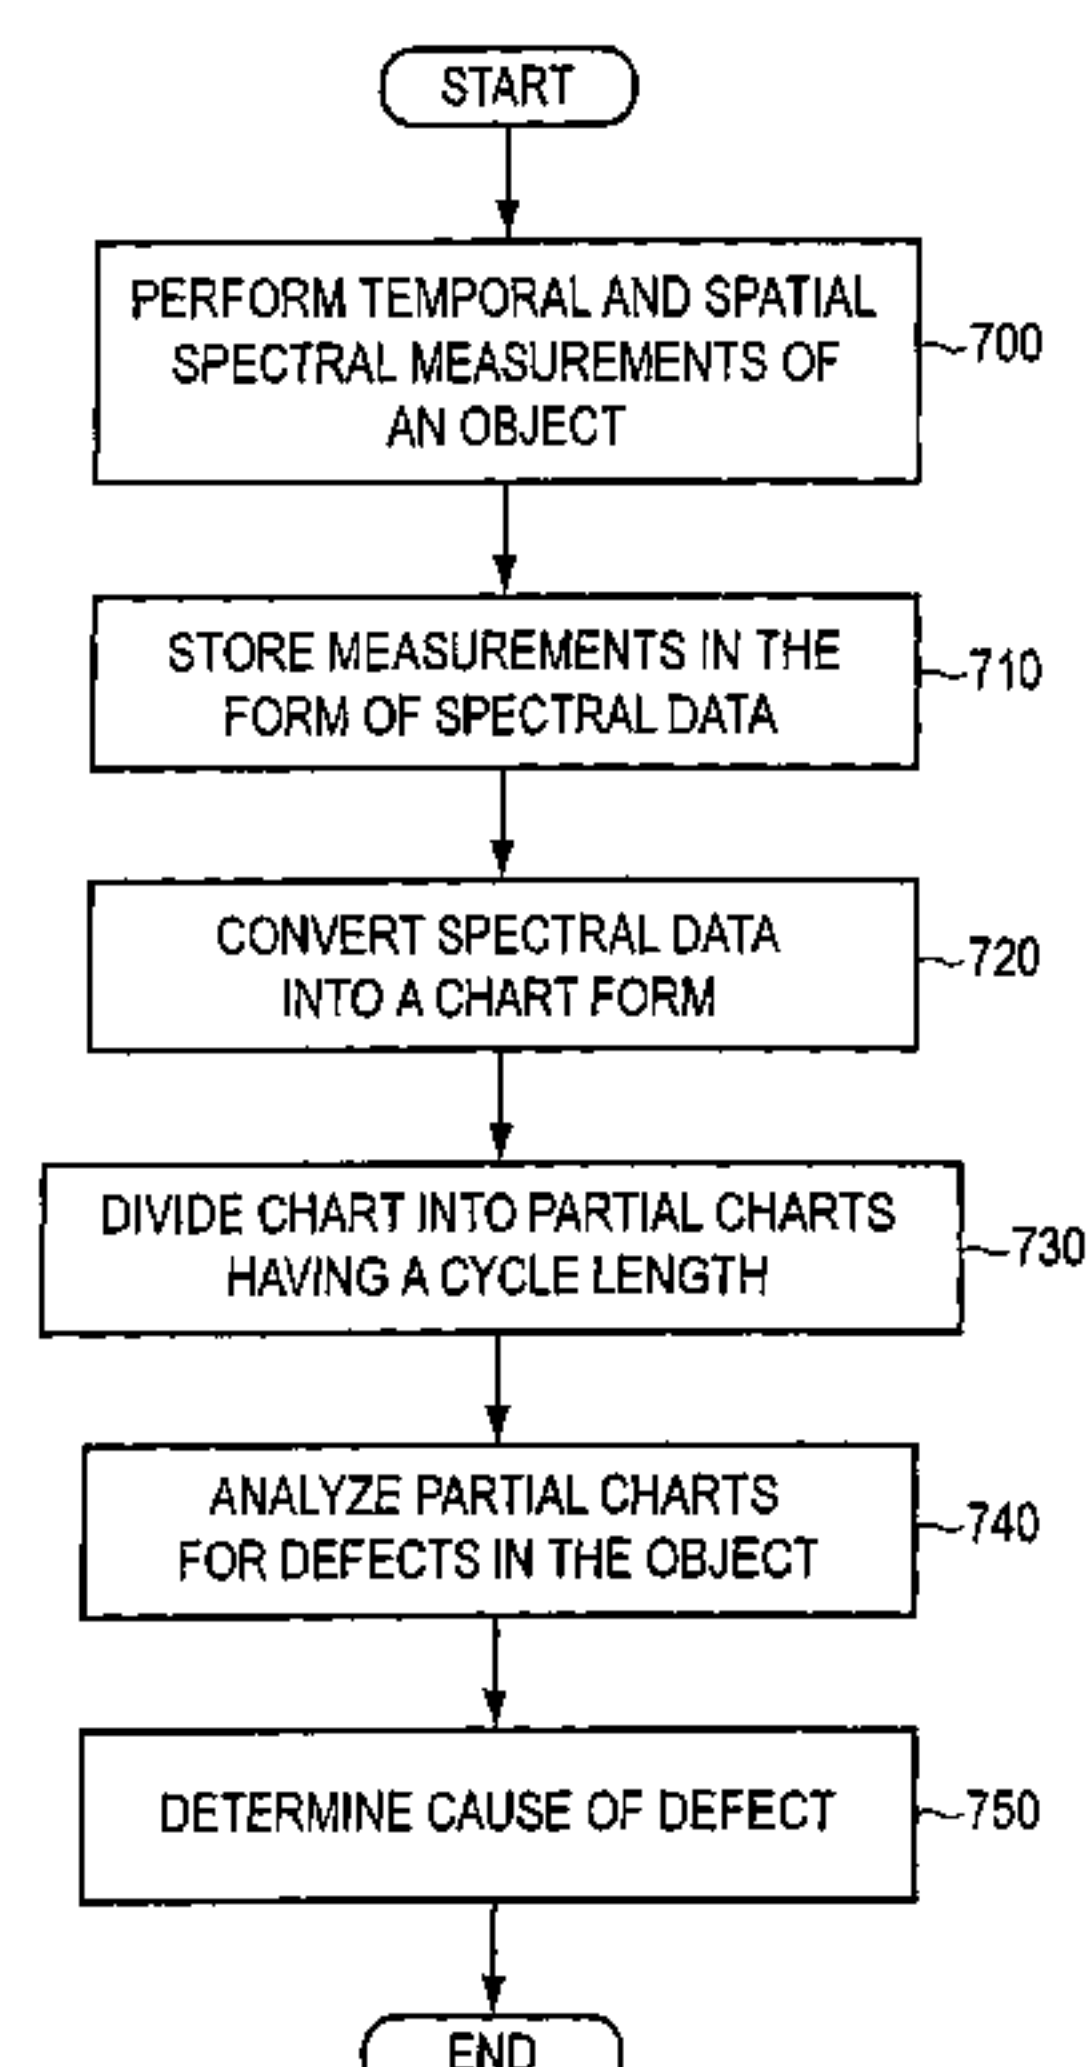 START
PERFORM TEMPORAL AND SPATIAL
SPECTRAL MEASUREMENTS OF
AN OBJECT
700
STORE MEASUREMENTS IN THE
FORM OF SPECTRAL DATA
710
CONVERT SPECTRAL DATA
INTO A CHART FORM
720
DIVIDE CHART INTO PARTIAL CHARTS
HAVING A CYCLE LENGTH
730
ANALYZE PARTIAL CHARTS
FOR DEFECTS IN THE OBJECT
740
DETERMINE CAUSE OF DEFECT
750
END